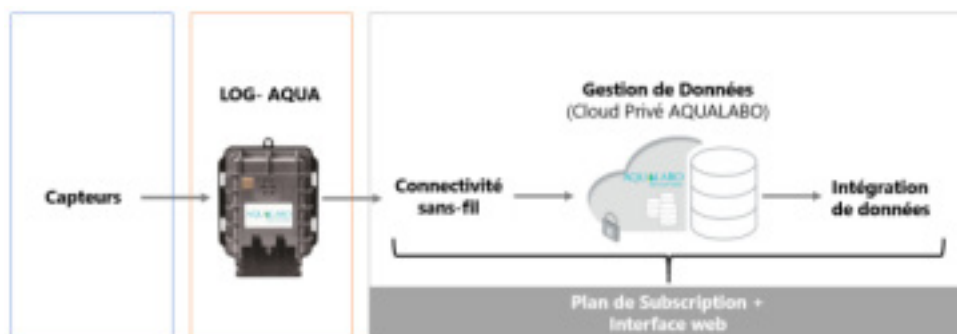 LOG- AQUA
Gestion de Données
(Cloud Privé AQUALABO)
AQUALABO
Capteurs
Connectivité
sans-fil
Intégration
de données
Plan de Subscription +
Interface web